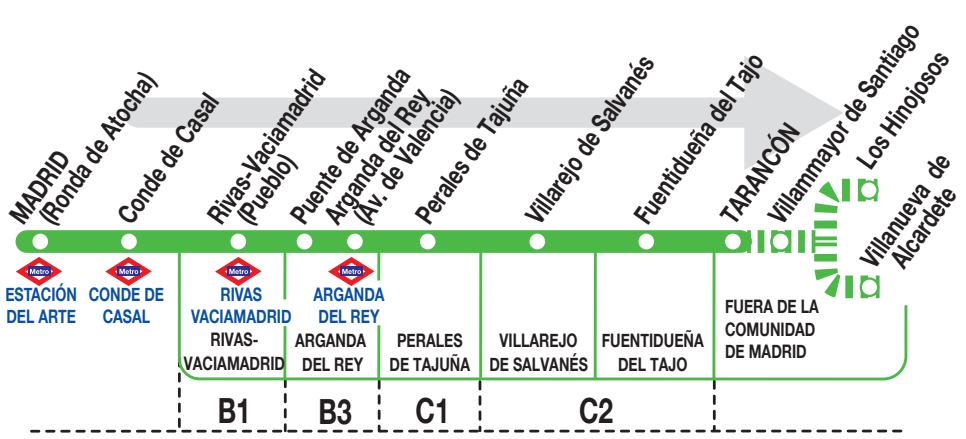 MADRID
(Ronda de Atocha)
Conde de Casal
Rivas-Vaciamadrid
(Pueblo)
Puente de Arganda
Arganda del Rey
(Av. de Valencia)
Perales de Tajuña
Villarejo de Salvanés
Fuentidueña del Tajo
TARANCÓN
Villammayor de Santiago
Los Hinojosos
Villanueva de
Alcardete
Metro
ESTACIÓN
DEL ARTE
Metro
CONDE DE
CASAL
Metro
RIVAS
VACIAMADRID
Metro
ARGANDA
DEL REY
RIVAS-
VACIAMADRID
ARGANDA
DEL REY
PERALES
DE TAJUÑA
VILLAREJO
DE SALVANÉS
FUENTIDUEÑA
DEL TAJO
FUERA DE LA
COMUNIDAD
DE MADRID
B1
B3
C1
C2